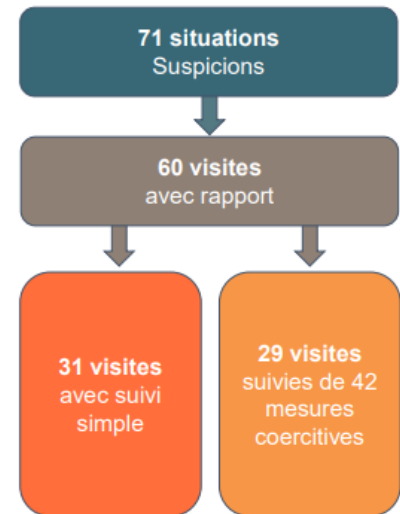 71 situations
Suspicions
60 visites
avec rapport
31 visites
avec suivi
simple
29 visites
suivies de 42
mesures
coercitives